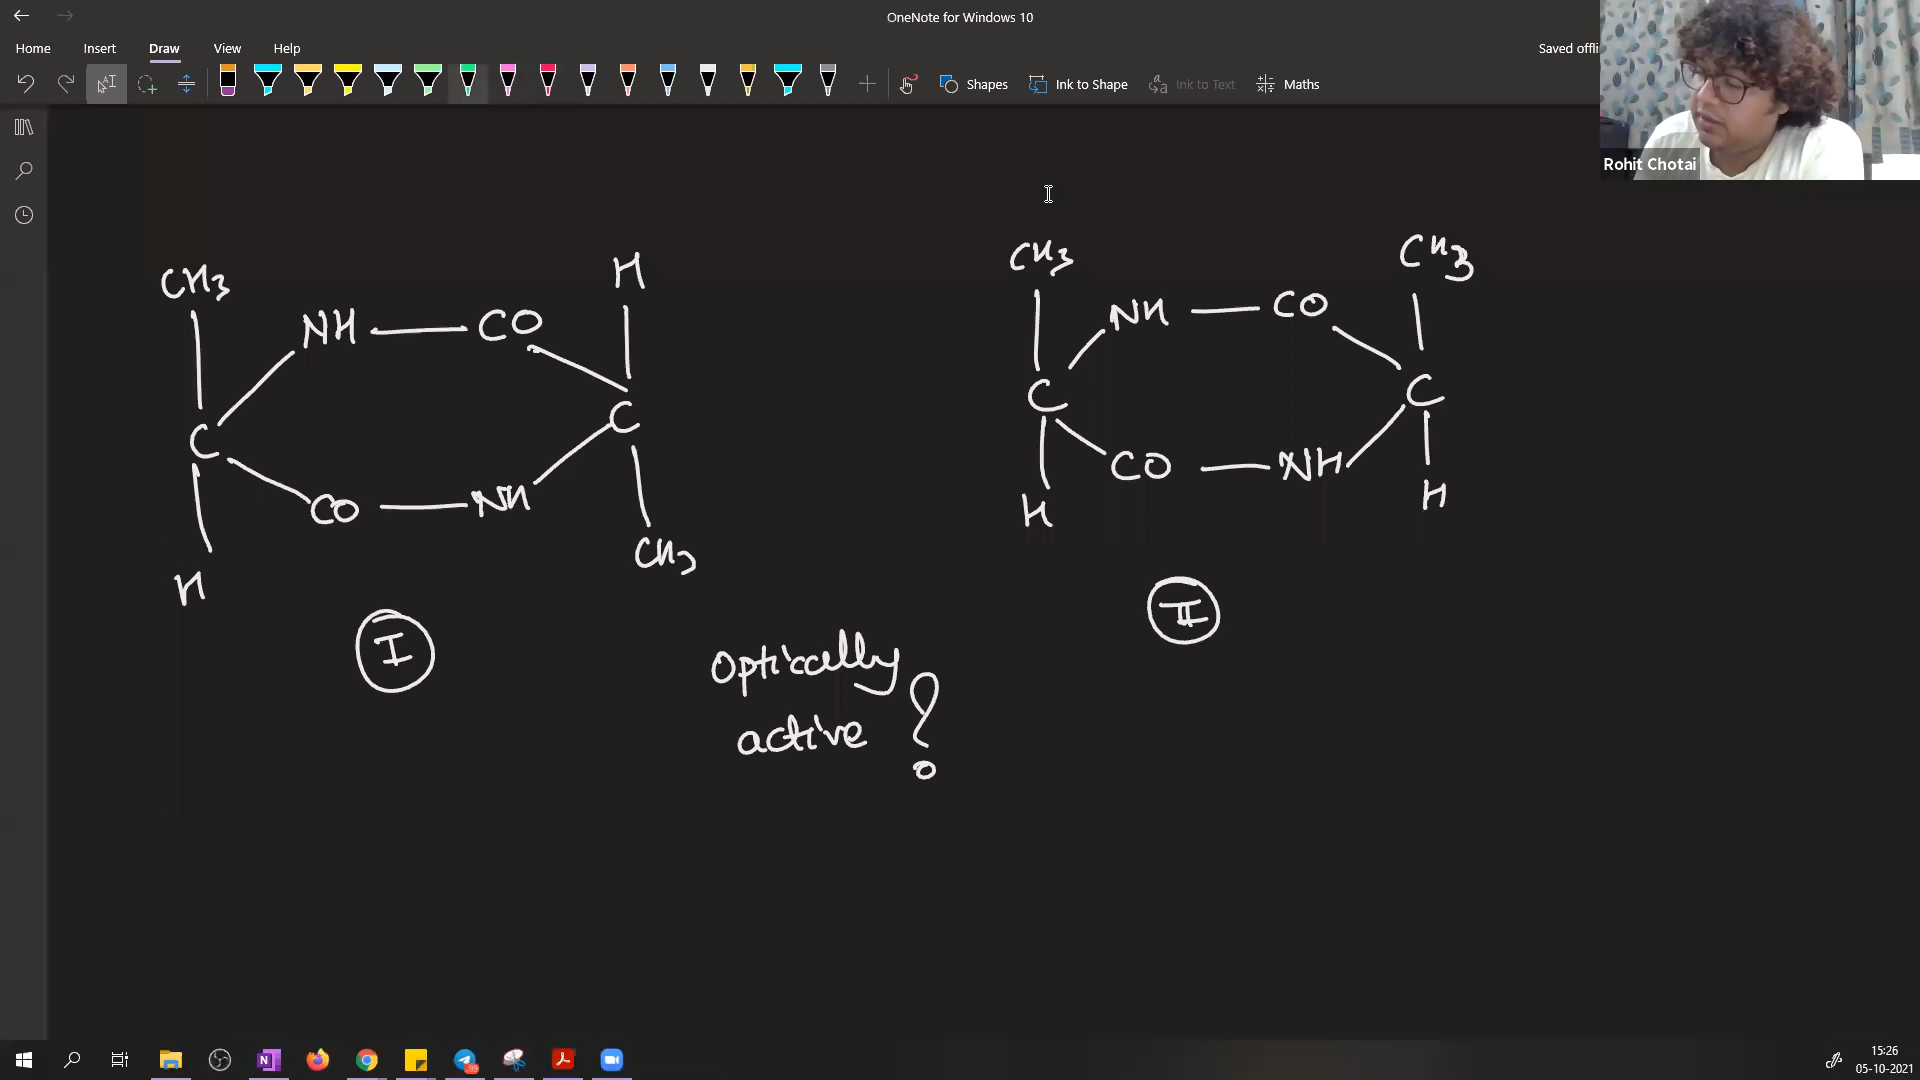 OneNote for Windows 10
Home Insert Draw View Help
Saved offli
Shapes Ink to Shape Ink to Text Maths
Rohit Chotai
CH3 NH CO H
C C
H CO NH CH3
I
CH3 NH CO CH3
C C
H CO NH H
II
Optically
active ?
15:26
05-10-2021